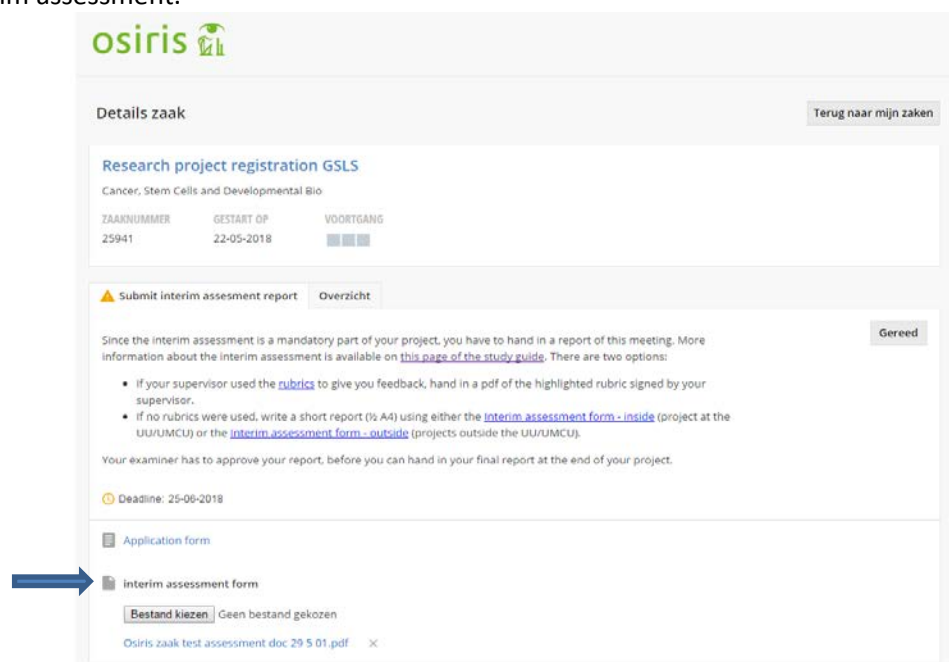 im assessment:
osiris
Details zaak
Terug naar mijn zaken
Research project registration GSLS
Cancer, Stem Cells and Developmental Bio
ZAAKNUMMER GESTART OP VOORTGANG
25941 22-05-2018
Submit interim assesment report Overzicht
Gereed
Since the interim assessment is a mandatory part of your project, you have to hand in a report of this meeting. More
information about the interim assessment is available on this page of the study guide. There are two options:
• If your supervisor used the rubrics to give you feedback, hand in a pdf of the highlighted rubric signed by your
supervisor.
• If no rubrics were used, write a short report (½ A4) using either the Interim assessment form - inside (project at the
UU/UMCU) or the Interim assessment form - outside (projects outside the UU/UMCU).
Your examiner has to approve your report, before you can hand in your final report at the end of your project.
Deadline: 25-06-2018
Application form
interim assessment form
Bestand kiezen Geen bestand gekozen
Osiris zaak test assessment doc 29 5 01.pdf ×